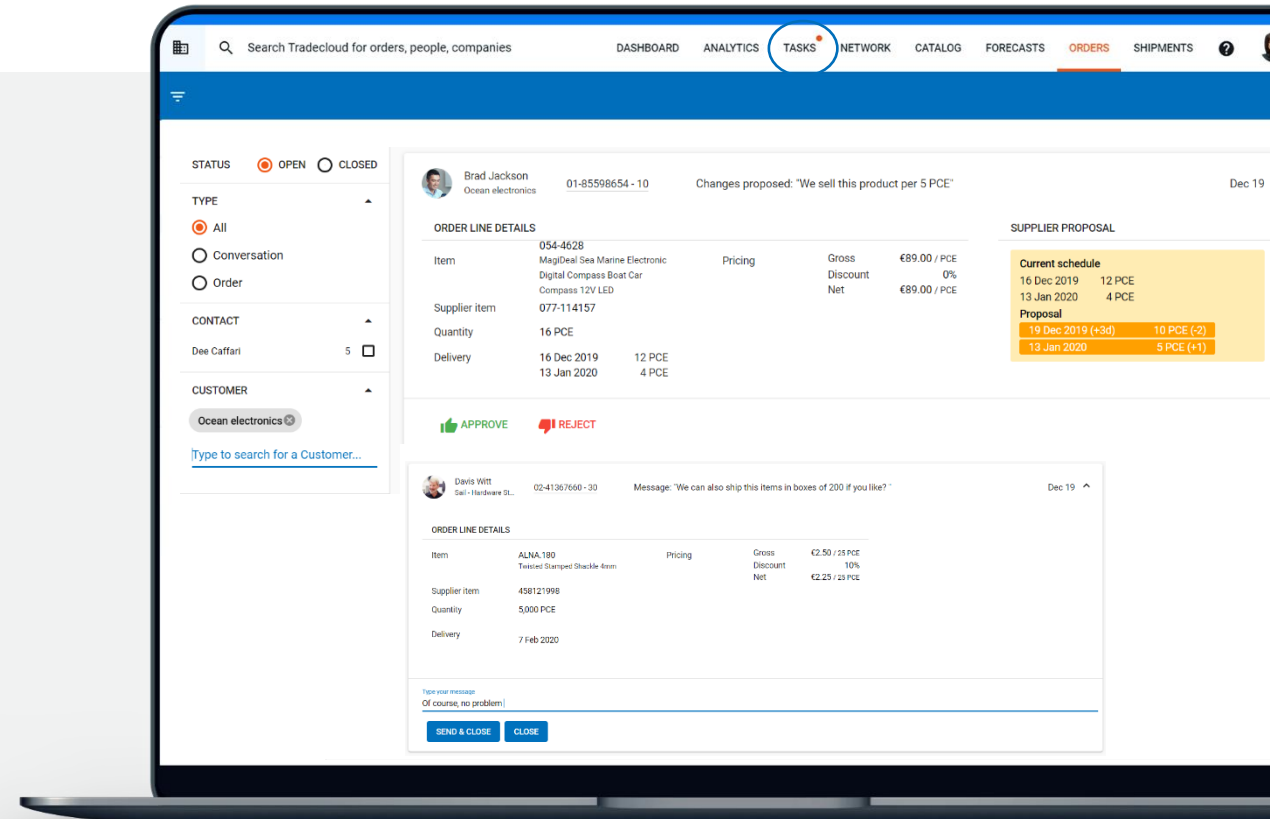 Search Tradecloud for orders, people, companies
DASHBOARD ANALYTICS TASKS NETWORK CATALOG FORECASTS ORDERS SHIPMENTS ?
STATUS OPEN CLOSED
TYPE
All
Conversation
Order
CONTACT
Dee Caffari 5
CUSTOMER
Ocean electronics
Type to search for a Customer...
Brad Jackson
Ocean electronics
01-85598654 - 10
Changes proposed: "We sell this product per 5 PCE"
Dec 19
ORDER LINE DETAILS
Item
054-4628
MagiDeal Sea Marine Electronic
Digital Compass Boat Car
Compass 12V LED
Supplier item 077-114157
Quantity 16 PCE
Delivery 16 Dec 2019 12 PCE
13 Jan 2020 4 PCE
Pricing Gross €89.00 / PCE
Discount 0%
Net €89.00 / PCE
SUPPLIER PROPOSAL
Current schedule
16 Dec 2019 12 PCE
13 Jan 2020 4 PCE
Proposal
19 Dec 2019 (+3d) 10 PCE (-2)
13 Jan 2020 5 PCE (+1)
APPROVE REJECT
Davis Witt
Sail - Hardware St...
02-41367660 - 30
Message: "We can also ship this items in boxes of 200 if you like? "
Dec 19
ORDER LINE DETAILS
Item ALNA.180
Twisted Stamped Shackle 4mm
Supplier item 458121998
Quantity 5,000 PCE
Delivery 7 Feb 2020
Pricing Gross €2.50 / 25 PCE
Discount 10%
Net €2.25 / 25 PCE
Type your message
Of course, no problem
SEND & CLOSE CLOSE